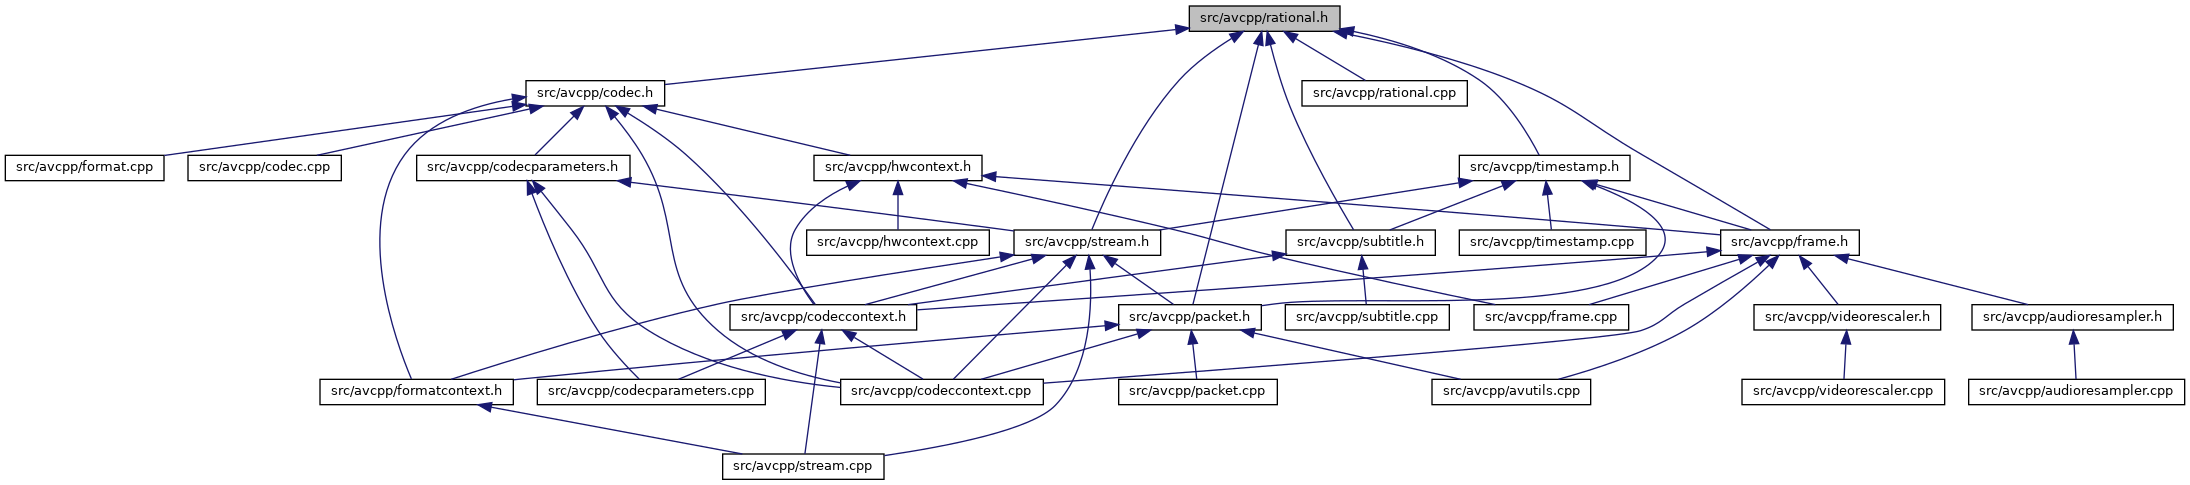 src/avcpp/rational.h
src/avcpp/codec.h
src/avcpp/rational.cpp
src/avcpp/format.cpp
src/avcpp/codec.cpp
src/avcpp/codecparameters.h
src/avcpp/hwcontext.h
src/avcpp/timestamp.h
src/avcpp/hwcontext.cpp
src/avcpp/stream.h
src/avcpp/subtitle.h
src/avcpp/timestamp.cpp
src/avcpp/frame.h
src/avcpp/codeccontext.h
src/avcpp/packet.h
src/avcpp/subtitle.cpp
src/avcpp/frame.cpp
src/avcpp/videorescaler.h
src/avcpp/audioresampler.h
src/avcpp/formatcontext.h
src/avcpp/codecparameters.cpp
src/avcpp/codeccontext.cpp
src/avcpp/packet.cpp
src/avcpp/avutils.cpp
src/avcpp/videorescaler.cpp
src/avcpp/audioresampler.cpp
src/avcpp/stream.cpp